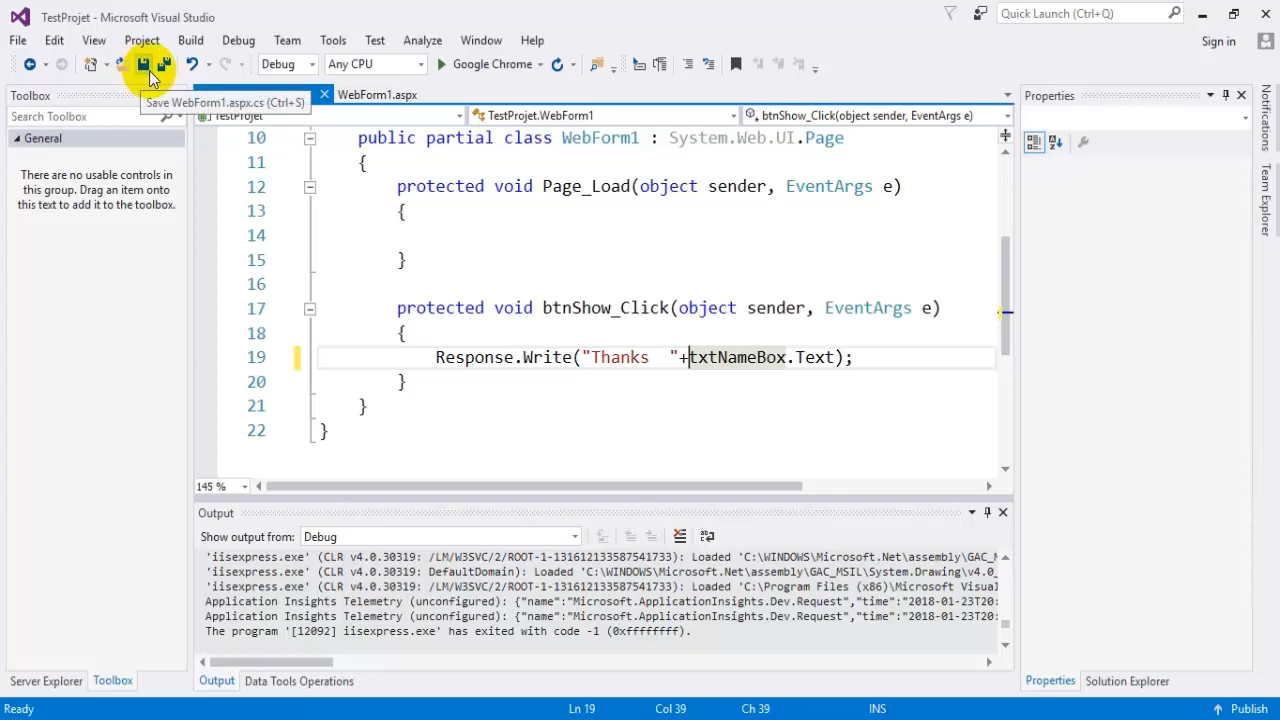 TestProjet - Microsoft Visual Studio
Quick Launch (Ctrl+Q)
File Edit View Project Build Debug Team Tools Test Analyze Window Help
Sign in
Debug Any CPU Google Chrome
Toolbox
WebForm1.aspx
Save WebForm1.aspx.cs (Ctrl+S)
Search Toolbox
TestProjet TestProjet.WebForm1 btnShow_Click(object sender, EventArgs e)
General
There are no usable controls in
this group. Drag an item onto
this text to add it to the toolbox.
10 public partial class WebForm1 : System.Web.UI.Page
11 {
12 protected void Page_Load(object sender, EventArgs e)
13 {
14
15 }
16
17 protected void btnShow_Click(object sender, EventArgs e)
18 {
19 Response.Write("Thanks  "+txtNameBox.Text);
20 }
21 }
22 }
145 %
Output
Show output from: Debug
'iisexpress.exe' (CLR v4.0.30319: /LM/W3SVC/2/ROOT-1-131612133587541733): Loaded 'C:\WINDOWS\Microsoft.Net\assembly\GAC_M
'iisexpress.exe' (CLR v4.0.30319: DefaultDomain): Loaded 'C:\WINDOWS\Microsoft.Net\assembly\GAC_MSIL\System.Drawing\v4.0_
'iisexpress.exe' (CLR v4.0.30319: /LM/W3SVC/2/ROOT-1-131612133587541733): Loaded 'C:\Program Files (x86)\Microsoft Visual
Application Insights Telemetry (unconfigured): {"name":"Microsoft.ApplicationInsights.Dev.Request","time":"2018-01-23T20:
Application Insights Telemetry (unconfigured): {"name":"Microsoft.ApplicationInsights.Dev.Request","time":"2018-01-23T20:
The program '[12092] iisexpress.exe' has exited with code -1 (0xffffffff).
Properties
Notifications
Team Explorer
Server Explorer Toolbox
Output Data Tools Operations
Properties Solution Explorer
Ready Ln 19 Col 39 Ch 39 INS Publish